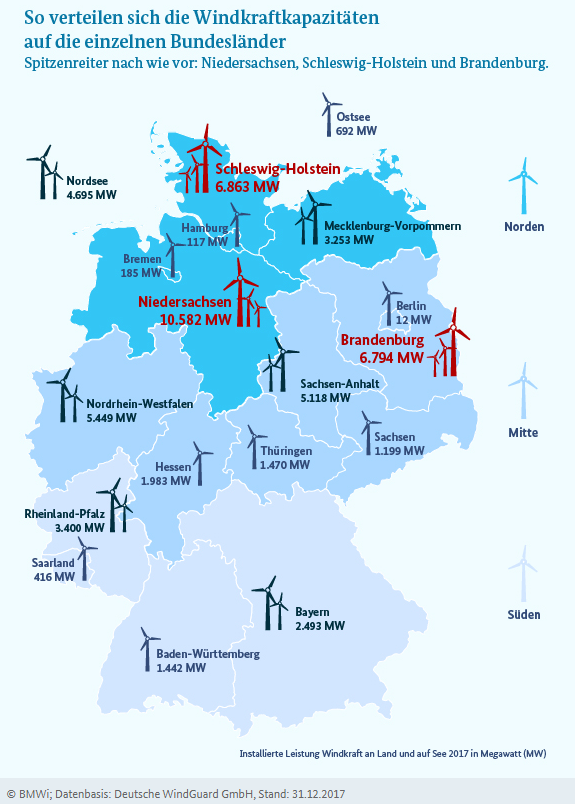 So verteilen sich die Windkraftkapazitäten
auf die einzelnen Bundesländer
Spitzenreiter nach wie vor: Niedersachsen, Schleswig-Holstein und Brandenburg.
Ostsee
692 MW
Nordsee
4.695 MW
Schleswig-Holstein
6.863 MW
Norden
Hamburg
117 MW
Mecklenburg-Vorpommern
3.253 MW
Bremen
185 MW
Niedersachsen
10.582 MW
Berlin
12 MW
Brandenburg
6.794 MW
Sachsen-Anhalt
5.118 MW
Nordrhein-Westfalen
5.449 MW
Mitte
Sachsen
1.199 MW
Thüringen
1.470 MW
Hessen
1.983 MW
Rheinland-Pfalz
3.400 MW
Saarland
416 MW
Süden
Bayern
2.493 MW
Baden-Württemberg
1.442 MW
Installierte Leistung Windkraft an Land und auf See 2017 in Megawatt (MW)
© BMWi; Datenbasis: Deutsche WindGuard GmbH, Stand: 31.12.2017